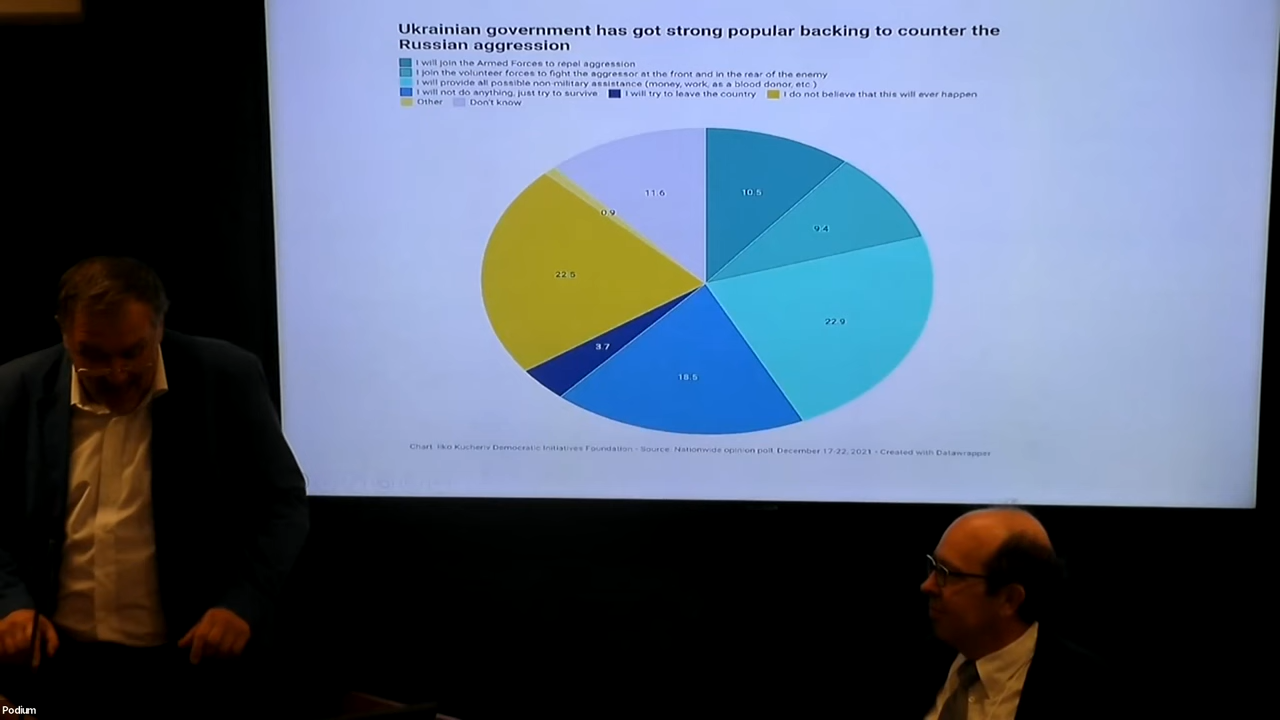 Ukrainian government has got strong popular backing to counter the
Russian aggression
I will join the Armed Forces to repel aggression
I join the volunteer forces to fight the aggressor at the front and in the rear of the enemy
I will provide all possible non-military assistance (money, work, as a blood donor, etc.)
I will not do anything, just try to survive I will try to leave the country I do not believe that this will ever happen
Other Don't know
11.6
10.5
0.9
9.4
22.5
22.9
3.7
18.5
Chart: Ilko Kucheriv Democratic Initiatives Foundation • Source: Nationwide opinion poll, December 17-22, 2021 • Created with Datawrapper
Podium